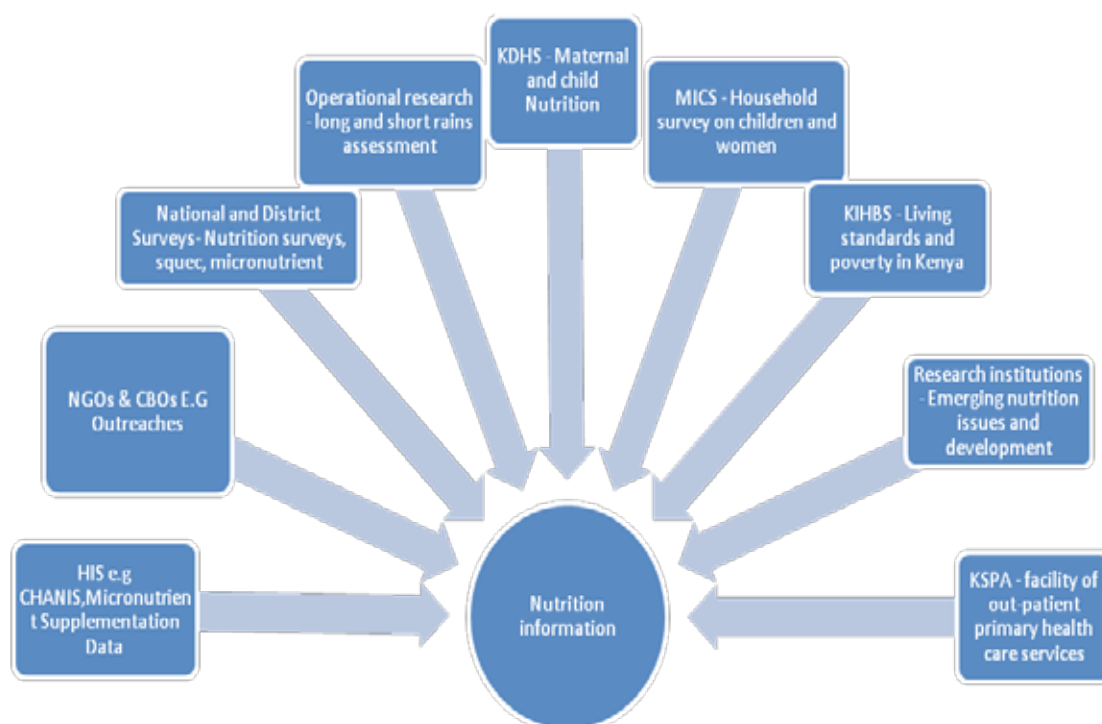 KDHS - Maternal
and child
Nutrition
Operational research
- long and short rains
assessment
MICS - Household
survey on children and
women
National and District
Surveys- Nutrition surveys,
squec, micronutrient
KIHBS - Living
standards and
poverty in Kenya
NGOs & CBOs E.G
Outreaches
Research institutions
- Emerging nutrition
issues and
development
HIS e.g
CHANIS,Micronutrien
t Supplementation
Data
Nutrition
information
KSPA - facility of
out-patient
primary health
care services